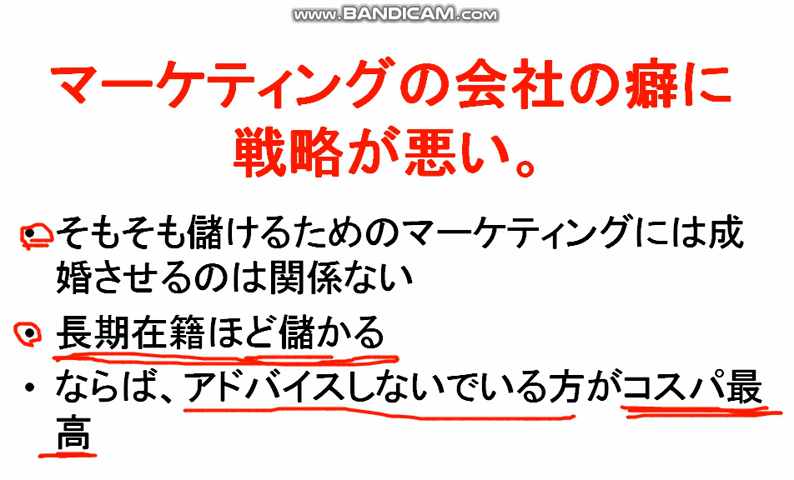 www.BANDICAM.com
マーケティングの会社の癖に
戦略が悪い。
・そもそも儲けるためのマーケティングには成
婚させるのは関係ない
・長期在籍ほど儲かる
・ならば、アドバイスしないでいる方がコスパ最
高